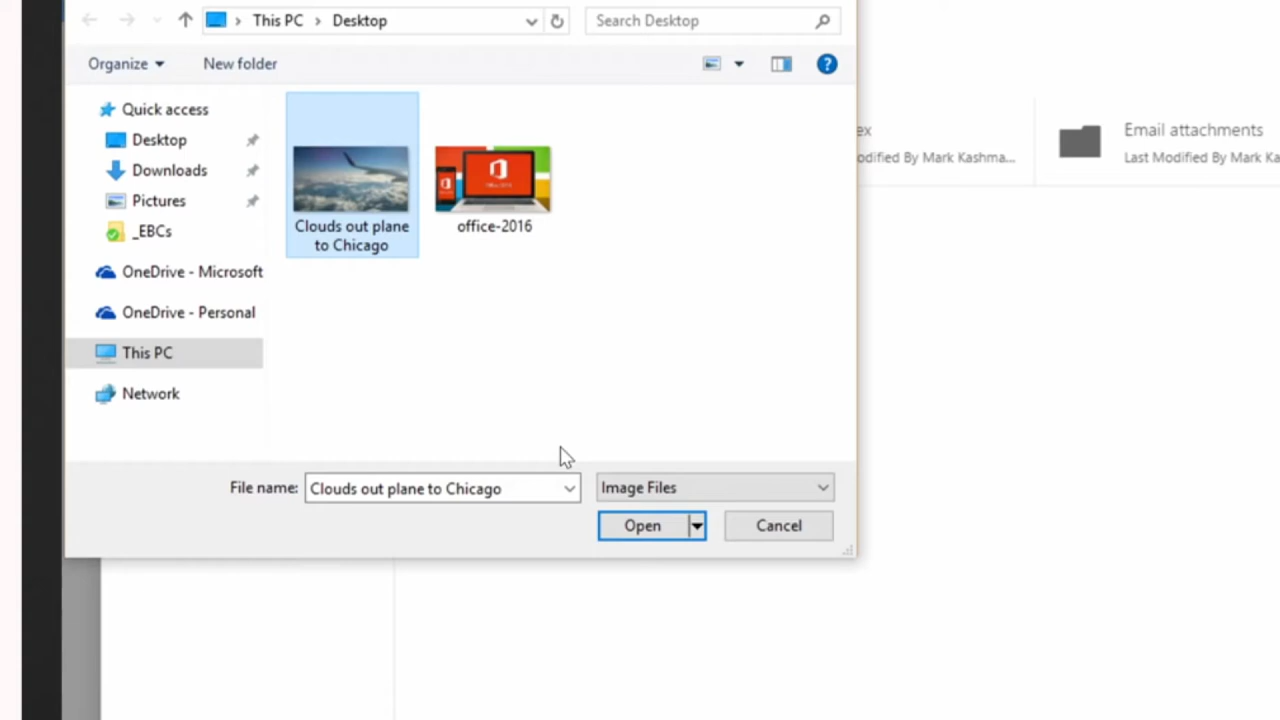 This PC > Desktop
Search Desktop
Organize
New folder
Quick access
Desktop
Downloads
Pictures
_EBCs
OneDrive - Microsoft
OneDrive - Personal
This PC
Network
Clouds out plane
to Chicago
office-2016
ex
odified By Mark Kashma...
Email attachments
Last Modified By Mark Ka
File name:
Clouds out plane to Chicago
Image Files
Open
Cancel